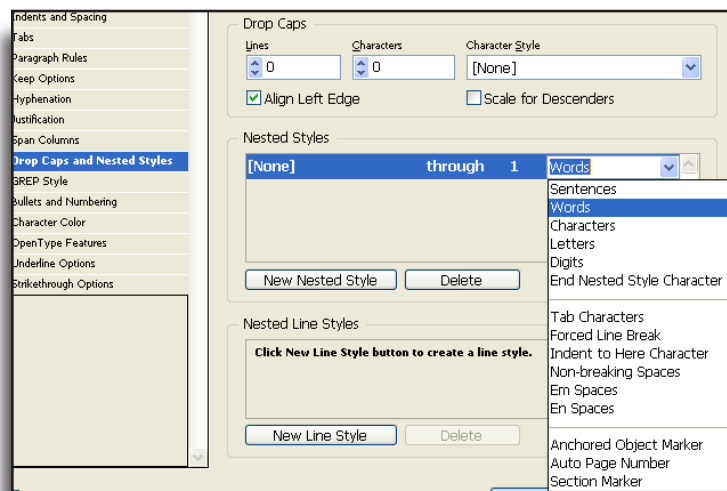 Indents and Spacing
Tabs
Paragraph Rules
Keep Options
Hyphenation
Justification
Span Columns
Drop Caps and Nested Styles
GREP Style
Bullets and Numbering
Character Color
OpenType Features
Underline Options
Strikethrough Options
Drop Caps
Lines Characters Character Style
0 0 [None]
Align Left Edge Scale for Descenders
Nested Styles
[None] through 1 Words
Sentences
Words
Characters
Letters
Digits
End Nested Style Character
Tab Characters
Forced Line Break
Indent to Here Character
Non-breaking Spaces
Em Spaces
En Spaces
Anchored Object Marker
Auto Page Number
Section Marker
New Nested Style Delete
Nested Line Styles
Click New Line Style button to create a line style.
New Line Style Delete